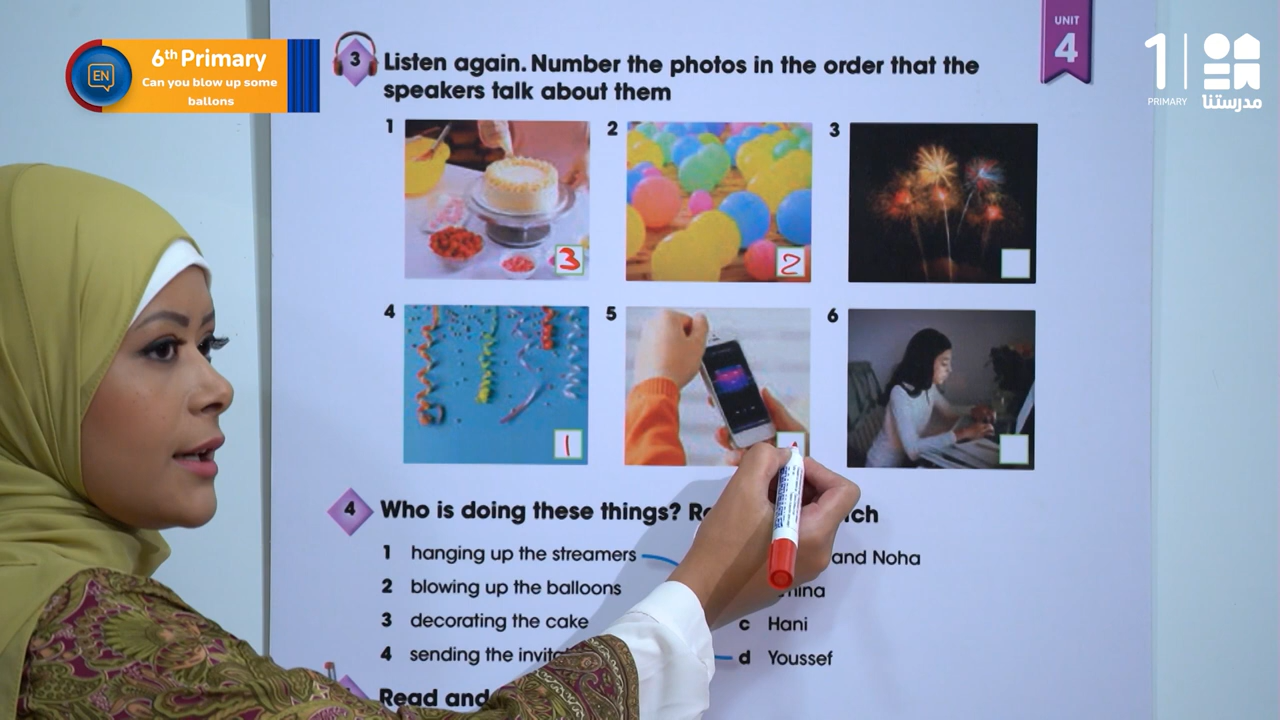 EN
6th Primary
Can you blow up some
ballons
UNIT
4
1
PRIMARY
مدرستنا
3
Listen again. Number the photos in the order that the
speakers talk about them
1
2
3
3
2
4
5
6
1
4
Who is doing these things?
1 hanging up the streamers
and Noha
2 blowing up the balloons
3 decorating the cake
c Hani
4 sending the
d Youssef
Read and